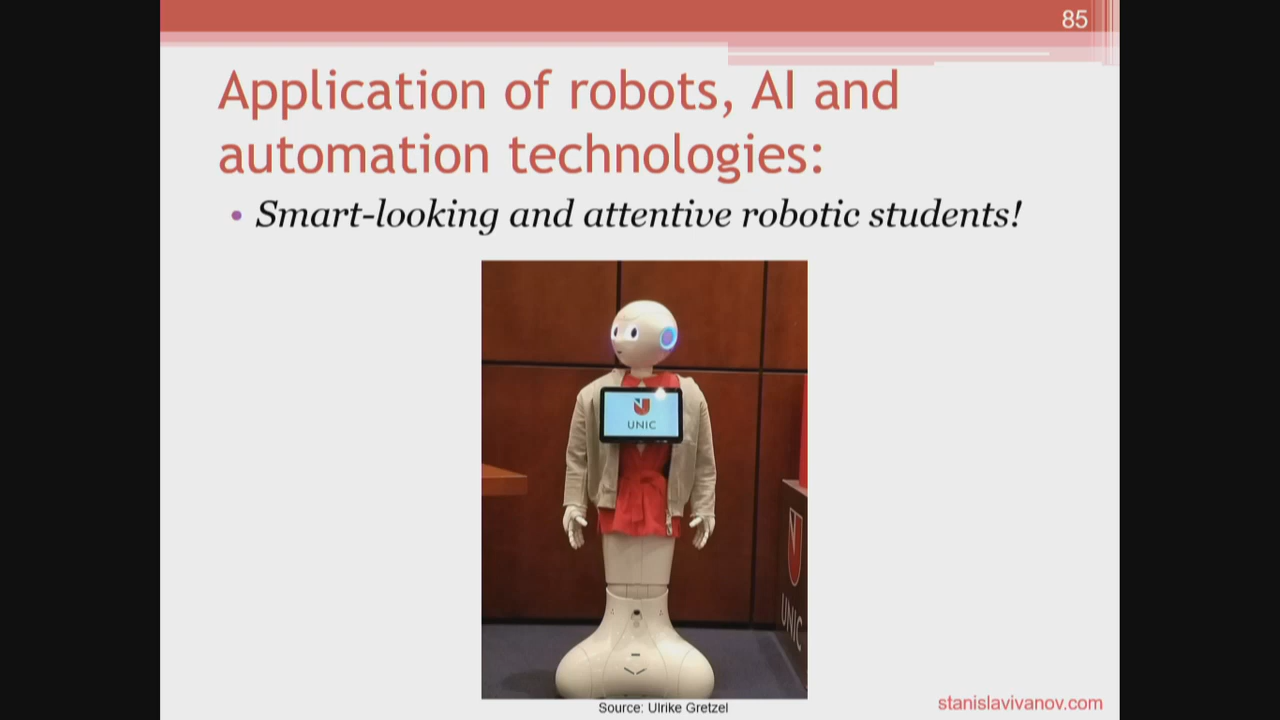 85
Application of robots, AI and
automation technologies:
• Smart-looking and attentive robotic students!
UNIC
UNIC
Source: Ulrike Gretzel
stanislavivanov.com